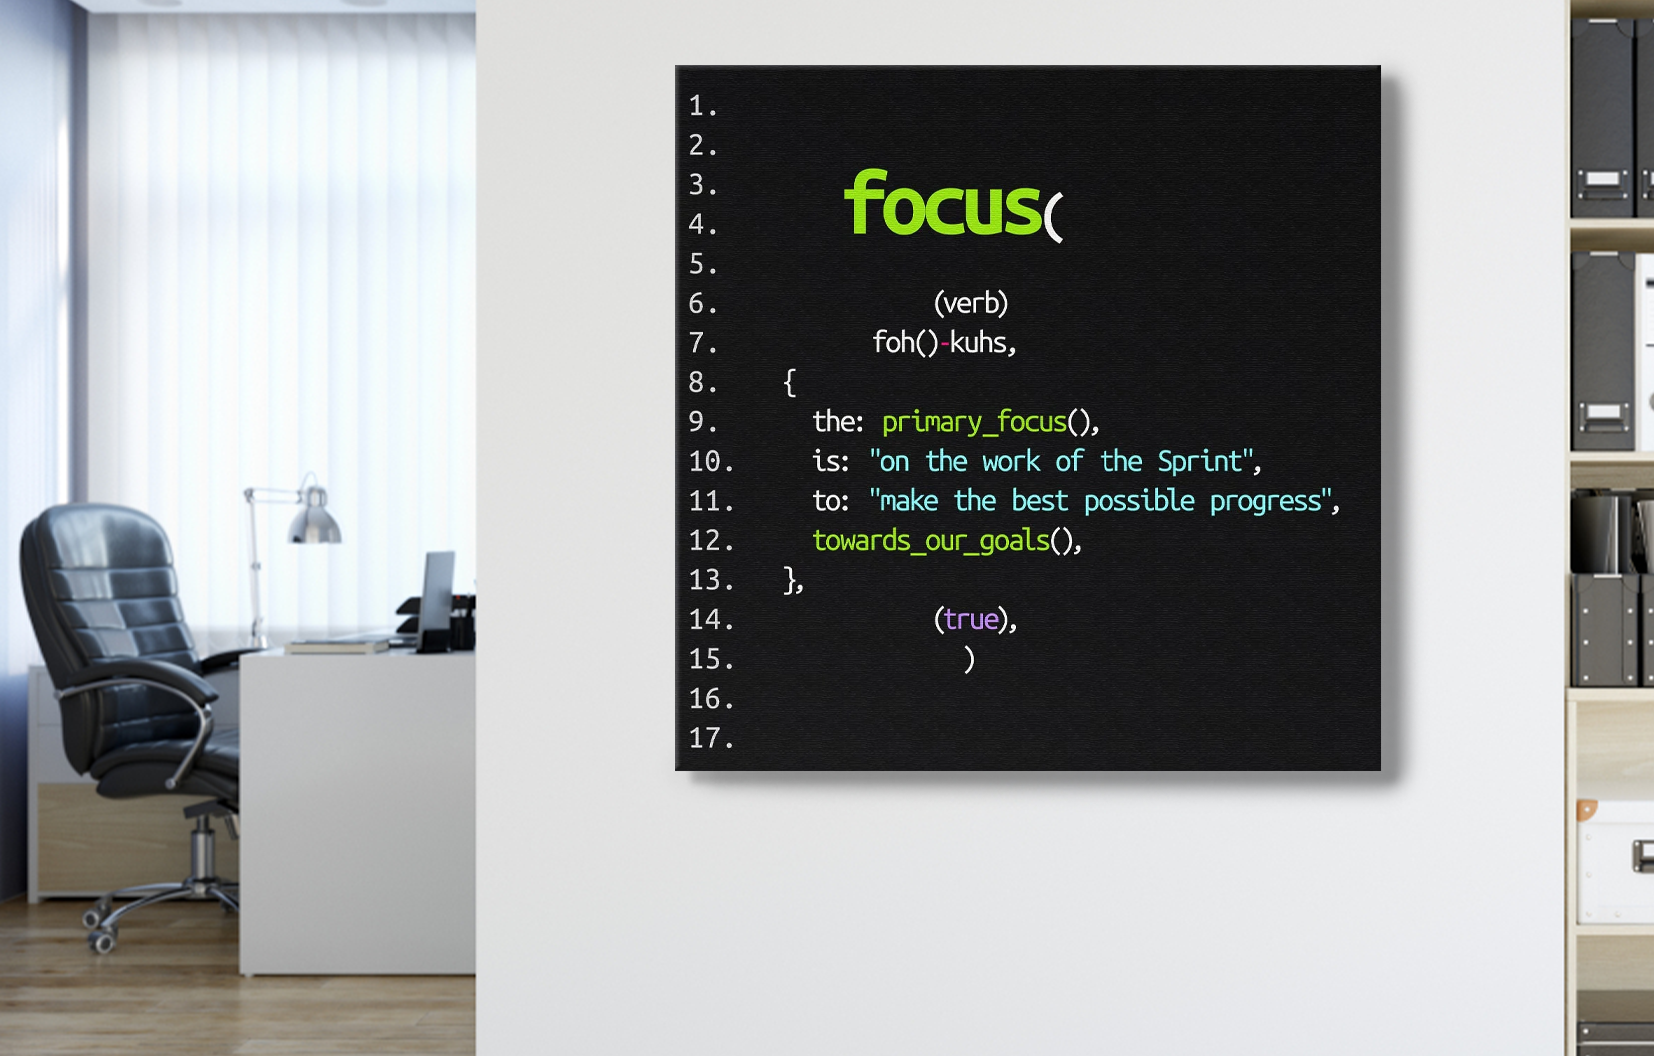 1.
2.
3.
focus(
4.
5.
6. (verb)
7. foh()-kuhs,
8. {
9. the: primary_focus(),
10. is: "on the work of the Sprint",
11. to: "make the best possible progress",
12. towards_our_goals(),
13. },
14. (true),
15. )
16.
17.